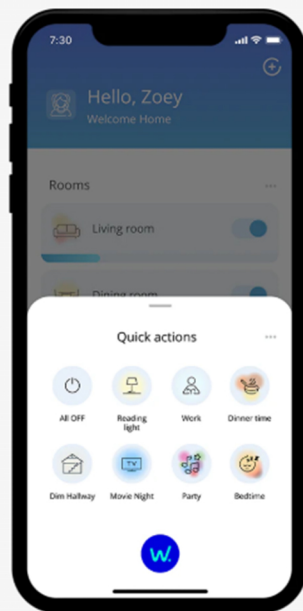 7:30
Hello, Zoey
Welcome Home
Rooms
Living room
Dining room
Quick actions
All OFF
Reading
light
Work
Dinner time
Dim Hallway
TV
Movie Night
Party
Bedtime
W.